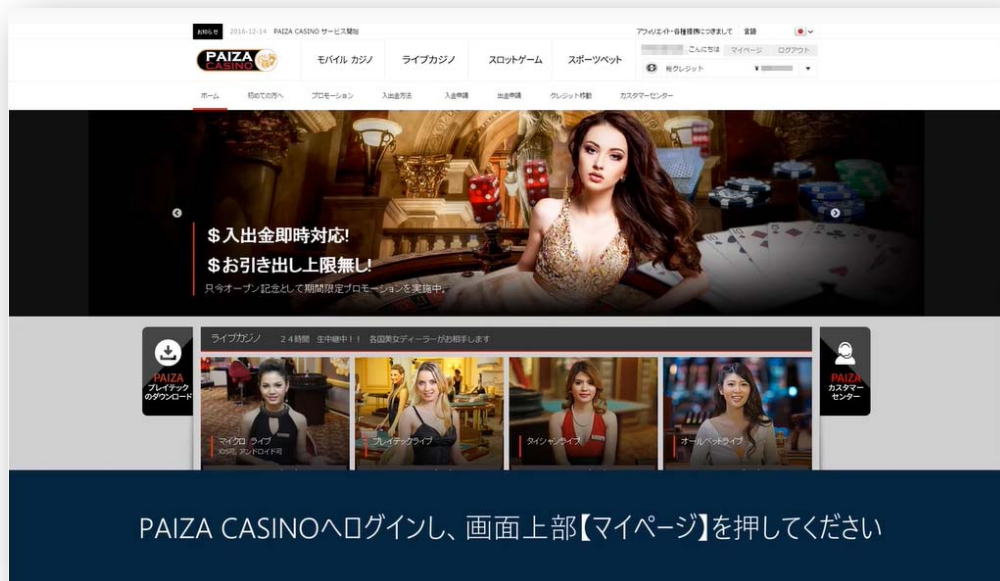 お知らせ 2016-12-14 PAIZA CASINO サービス開始
アフィリエイト・各種提携につきまして 言語
PAIZA CASINO
モバイル カジノ ライブカジノ スロットゲーム スポーツベット
こんにちは マイページ ログアウト
総クレジット ¥
ホーム 初めての方へ プロモーション 入出金方法 入金申請 出金申請 クレジット移動 カスタマーセンター
$入出金即時対応!
$お引き出し上限無し!
只今オープン記念として期間限定プロモーションを実施中。
ライブカジノ 24時間 生中継中!! 各国美女ディーラーがお相手します
PAIZA
プレイテック
のダウンロード
マイクロ ライブ
iOS可, アンドロイド可
プレイテックライブ
タイシャンライブ
オールベットライブ
PAIZA
カスタマー
センター
PAIZA CASINOへログインし、画面上部【マイページ】を押してください